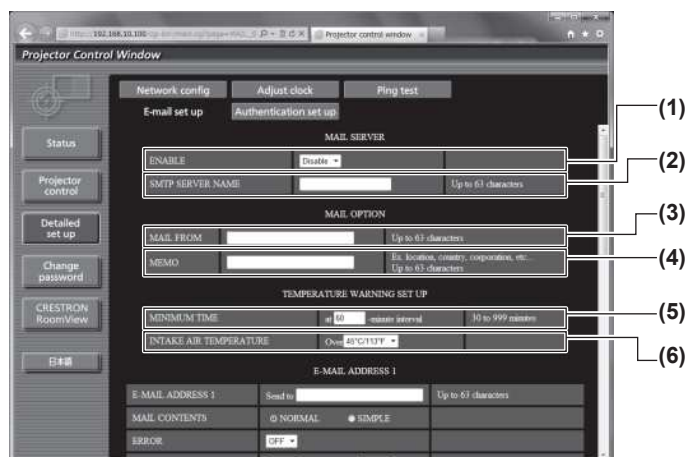 Projector control window
Projector Control Window
Network config
Adjust clock
Ping test
E-mail set up
Authentication set up
Status
Projector control
Detailed set up
Change password
CRESTRON RoomView
日本語
MAIL SERVER
ENABLE
Disable
(1)
SMTP SERVER NAME
Up to 63 characters
(2)
MAIL OPTION
MAIL FROM
Up to 63 characters
(3)
MEMO
Ex. location, country, corporation, etc...
Up to 63 characters
(4)
TEMPERATURE WARNING SET UP
MINIMUM TIME
at 60 -minute interval
30 to 999 minutes
(5)
INTAKE AIR TEMPERATURE
Over 45°C/113°F
(6)
E-MAIL ADDRESS 1
E-MAIL ADDRESS 1
Send to
Up to 63 characters
MAIL CONTENTS
NORMAL
SIMPLE
ERROR
OFF